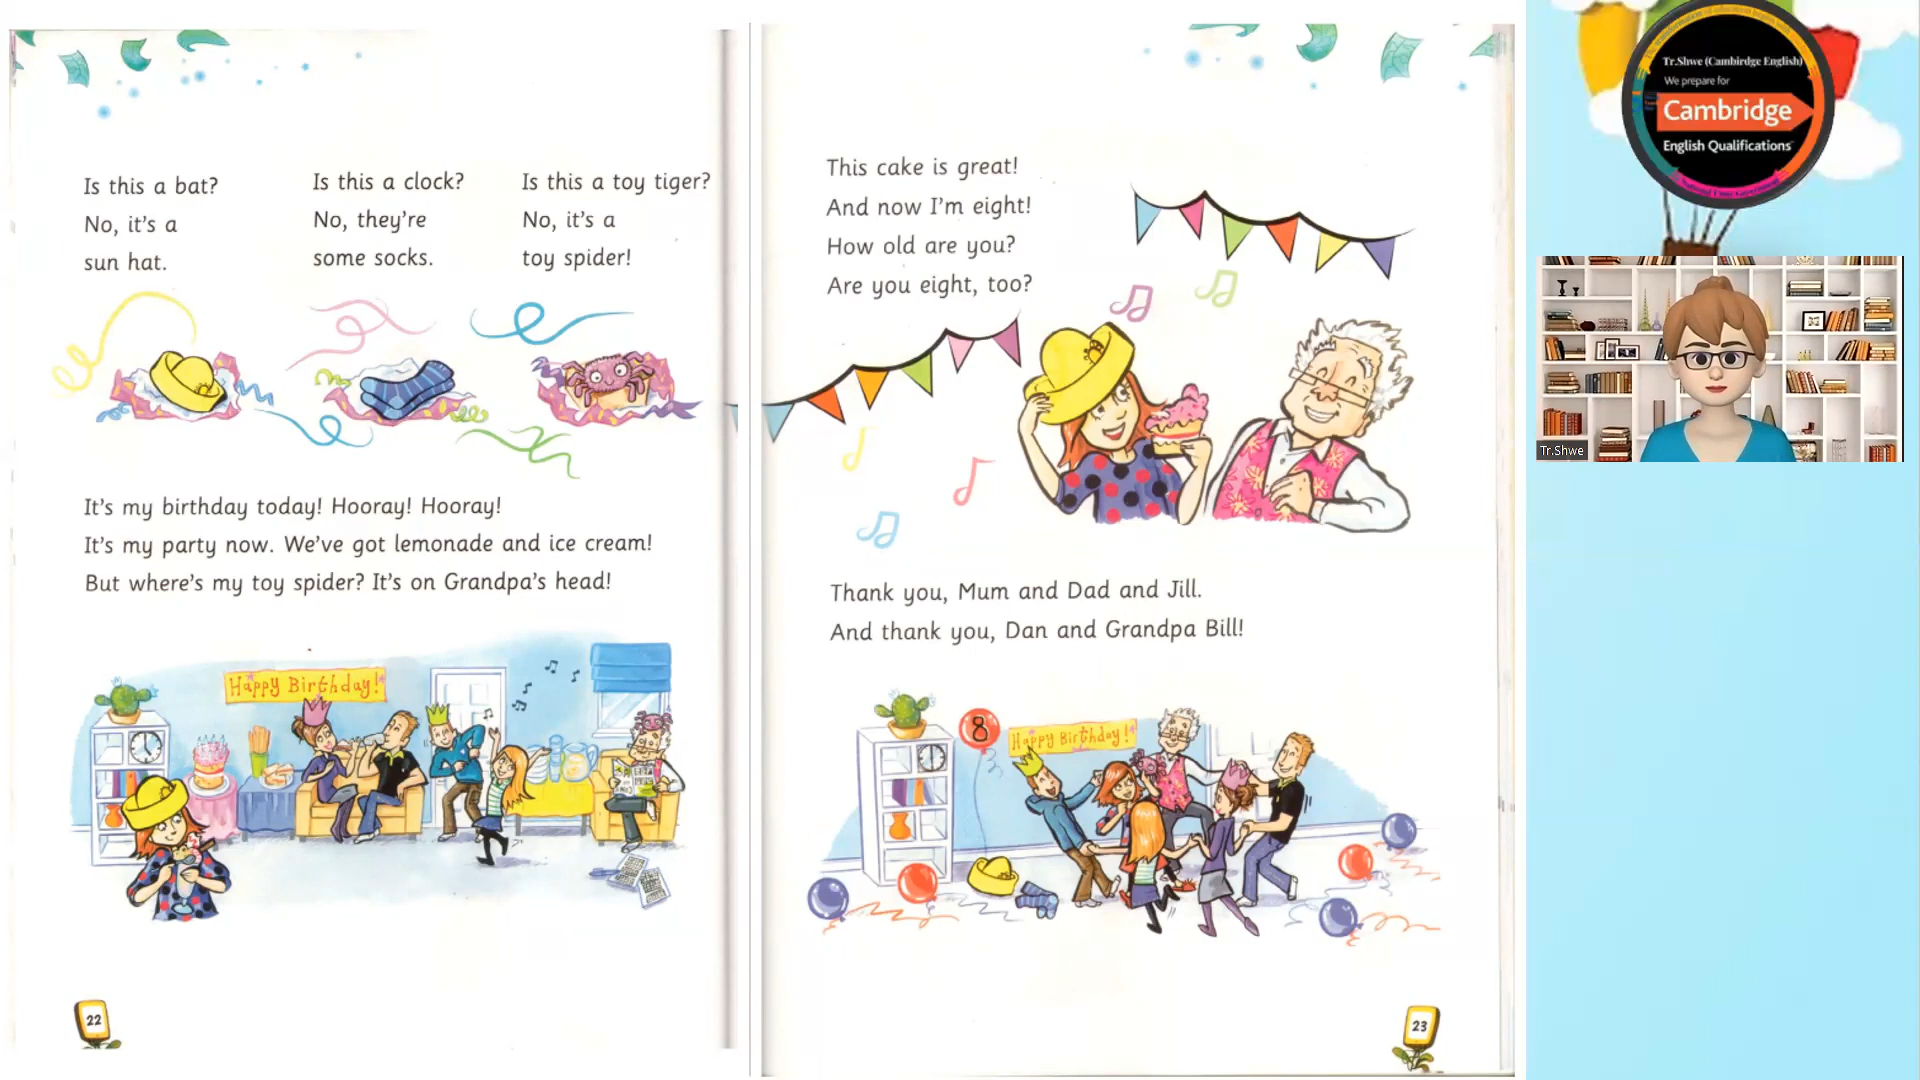 Is this a bat?
No, it's a
sun hat.
Is this a clock?
No, they're
some socks.
Is this a toy tiger?
No, it's a
toy spider!
It's my birthday today! Hooray! Hooray!
It's my party now. We've got lemonade and ice cream!
But where's my toy spider? It's on Grandpa's head!
Happy Birthday!
22
This cake is great!
And now I'm eight!
How old are you?
Are you eight, too?
Thank you, Mum and Dad and Jill.
And thank you, Dan and Grandpa Bill!
8
Happy Birthday!
23
Tr.Shwe (Cambirdge English)
We prepare for
Cambridge
English Qualifications
Tr.Shwe